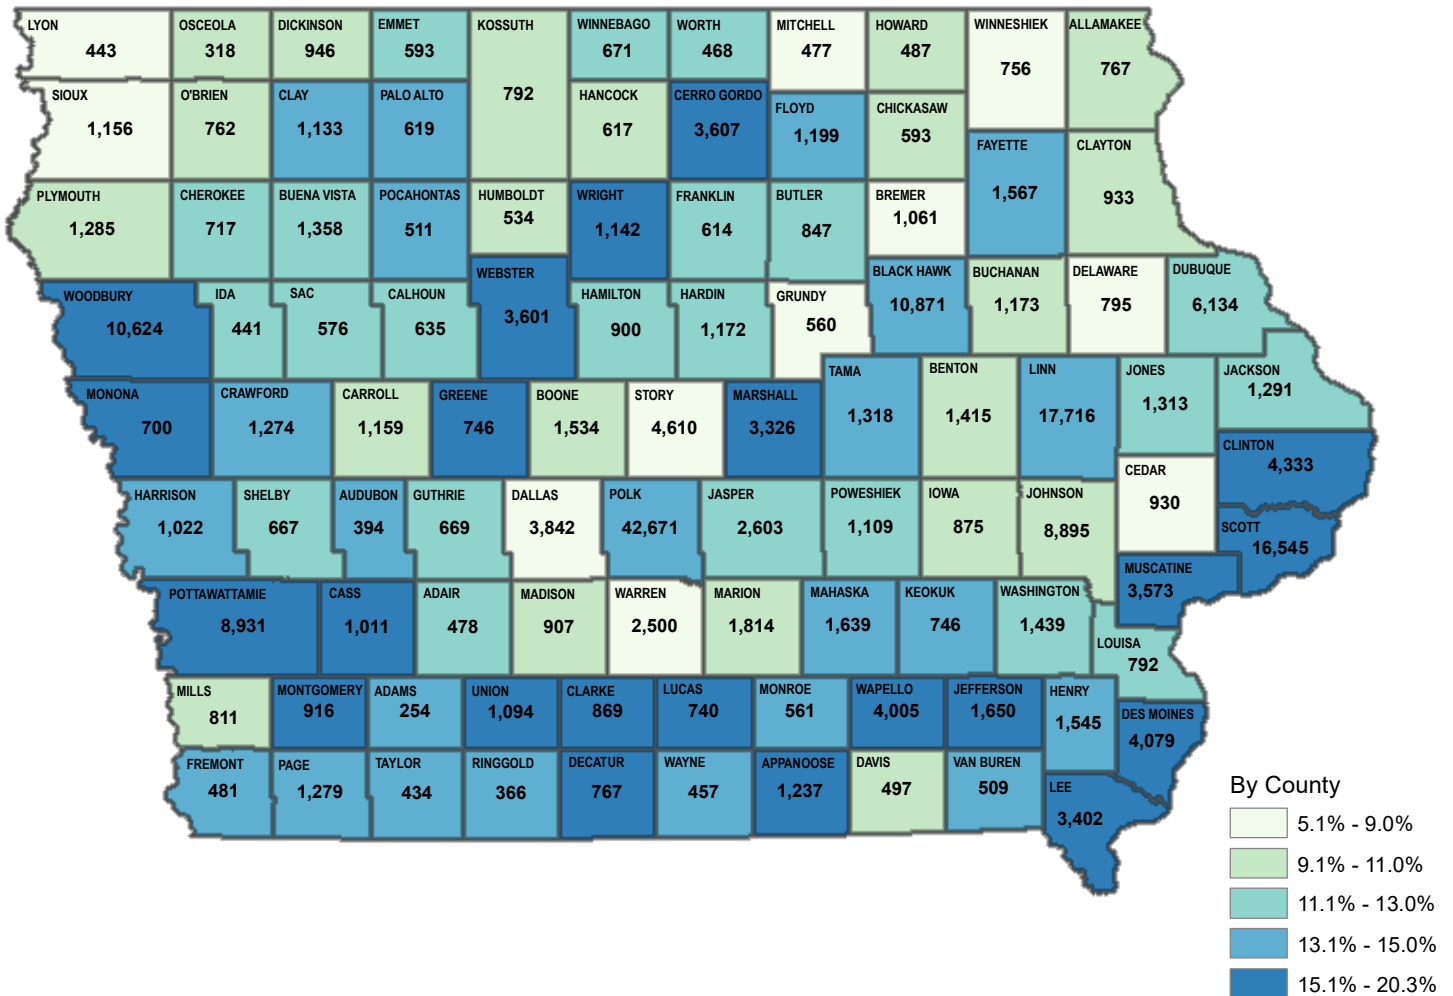 LYON
443
OSCEOLA
318
DICKINSON
946
EMMET
593
KOSSUTH
792
WINNEBAGO
671
WORTH
468
MITCHELL
477
HOWARD
487
WINNESHIEK
756
ALLAMAKEE
767
SIOUX
1,156
O'BRIEN
762
CLAY
1,133
PALO ALTO
619
HANCOCK
617
CERRO GORDO
3,607
FLOYD
1,199
CHICKASAW
593
FAYETTE
1,567
CLAYTON
933
PLYMOUTH
1,285
CHEROKEE
717
BUENA VISTA
1,358
POCAHONTAS
511
HUMBOLDT
534
WRIGHT
1,142
FRANKLIN
614
BUTLER
847
BREMER
1,061
WOODBURY
10,624
IDA
441
SAC
576
CALHOUN
635
WEBSTER
3,601
HAMILTON
900
HARDIN
1,172
GRUNDY
560
BLACK HAWK
10,871
BUCHANAN
1,173
DELAWARE
795
DUBUQUE
6,134
MONONA
700
CRAWFORD
1,274
CARROLL
1,159
GREENE
746
BOONE
1,534
STORY
4,610
MARSHALL
3,326
TAMA
1,318
BENTON
1,415
LINN
17,716
JONES
1,313
JACKSON
1,291
CLINTON
4,333
CEDAR
930
HARRISON
1,022
SHELBY
667
AUDUBON
394
GUTHRIE
669
DALLAS
3,842
POLK
42,671
JASPER
2,603
POWESHIEK
1,109
IOWA
875
JOHNSON
8,895
SCOTT
16,545
MUSCATINE
3,573
POTTAWATTAMIE
8,931
CASS
1,011
ADAIR
478
MADISON
907
WARREN
2,500
MARION
1,814
MAHASKA
1,639
KEOKUK
746
WASHINGTON
1,439
LOUISA
792
MILLS
811
MONTGOMERY
916
ADAMS
254
UNION
1,094
CLARKE
869
LUCAS
740
MONROE
561
WAPELLO
4,005
JEFFERSON
1,650
HENRY
1,545
DES MOINES
4,079
FREMONT
481
PAGE
1,279
TAYLOR
434
RINGGOLD
366
DECATUR
767
WAYNE
457
APPANOOSE
1,237
DAVIS
497
VAN BUREN
509
LEE
3,402
By County
5.1% - 9.0%
9.1% - 11.0%
11.1% - 13.0%
13.1% - 15.0%
15.1% - 20.3%